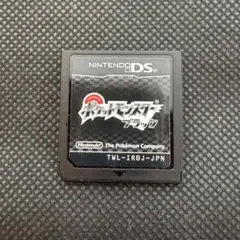 NINTENDO DS
ポケットモンスター
ブラック
Nintendo The Pokémon Company
TWL-IRBJ-JPN